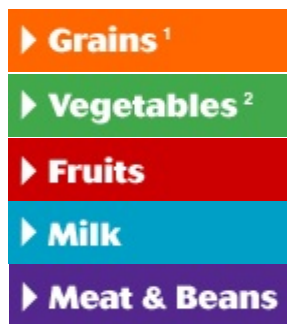 Grains ¹
Vegetables ²
Fruits
Milk
Meat & Beans